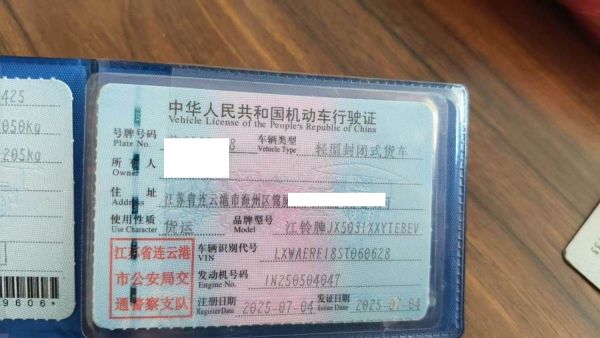 425
050kg
205kg
9606*
中华人民共和国机动车行驶证
Vehicle License of the People's Republic of China
号牌号码 8 车辆类型 轻型封闭式货车
Plate No. Vehicle Type
所有人
Owner
住址 江苏省连云港市海州区锦屏
Address
使用性质 货运 品牌型号 江铃牌JX5031XXYTEBEV
Use Character Model
江苏省连云港
市公安局交
通警察支队
车辆识别代号 LXWAERE18ST060628
VIN
发动机号码 1N250504047
Engine No.
注册日期 2025-07-04 发证日期 2025-07-04
Register Date Issue Date